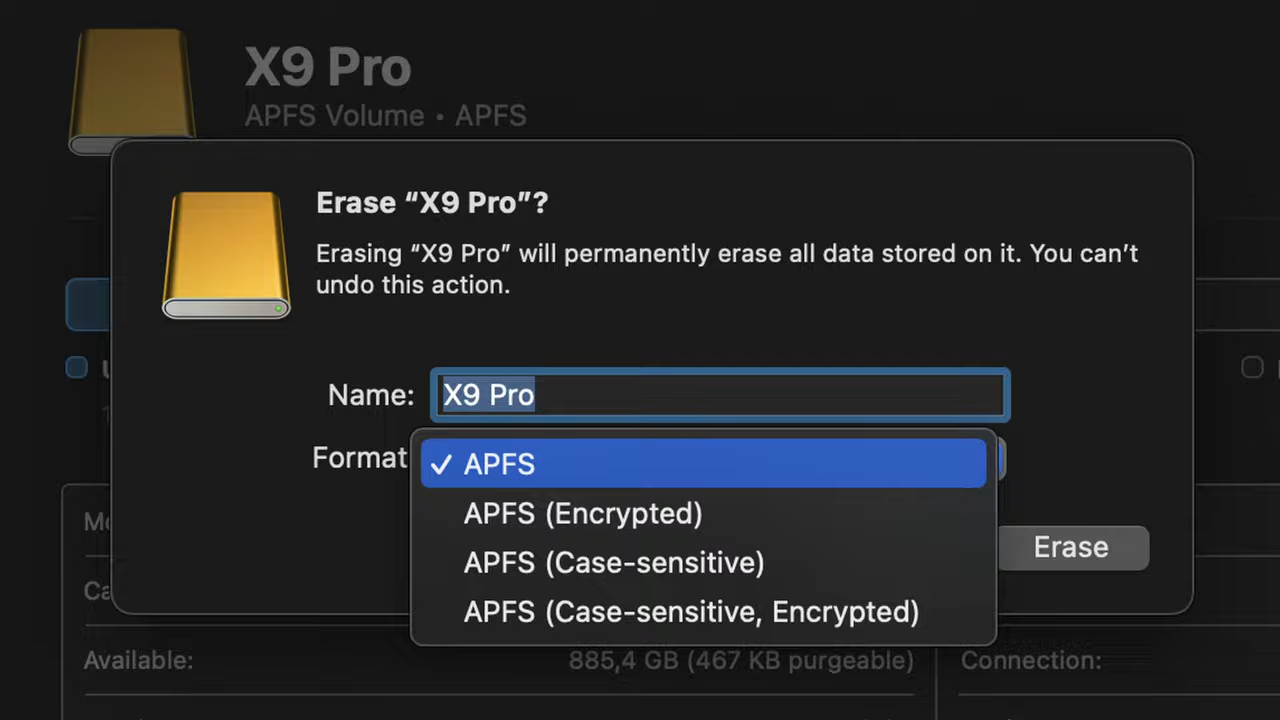 X9 Pro
APFS Volume • APFS
Erase “X9 Pro”?
Erasing “X9 Pro” will permanently erase all data stored on it. You can’t
undo this action.
Name: X9 Pro
Format
✓ APFS
APFS (Encrypted)
APFS (Case-sensitive)
APFS (Case-sensitive, Encrypted)
Erase
Available: 885,4 GB (467 KB purgeable) Connection: